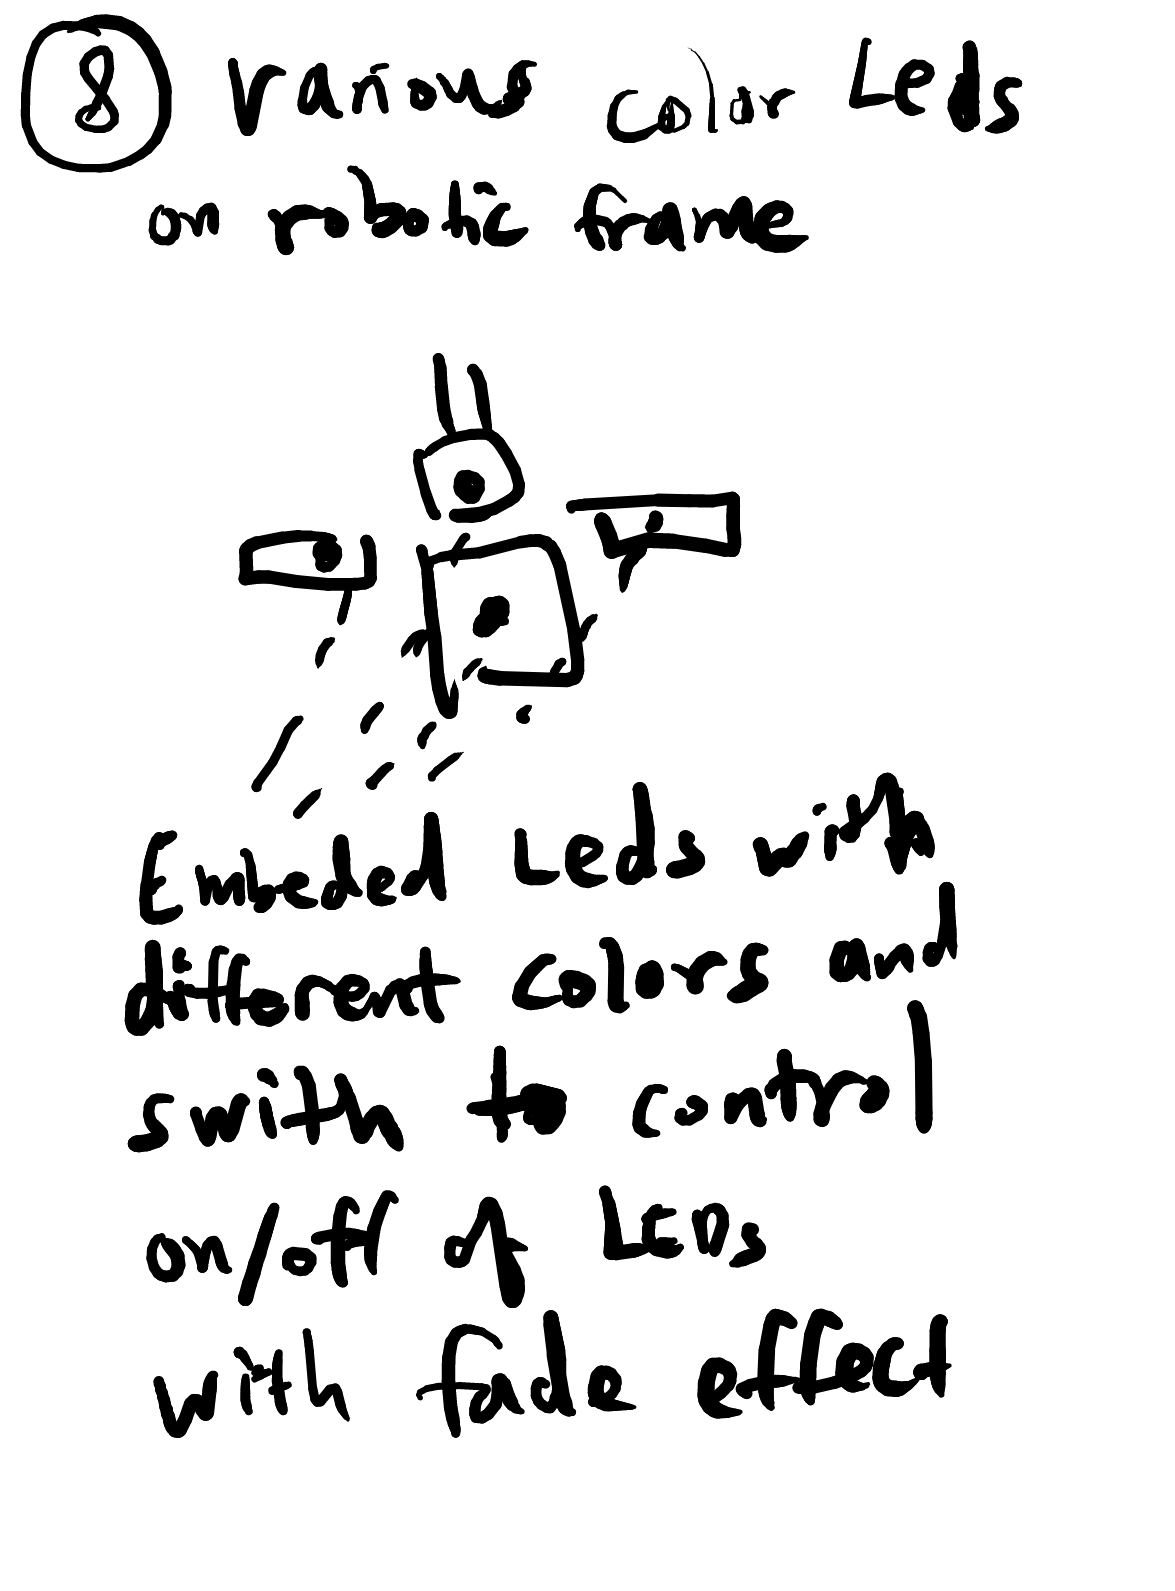 8 various color Leds
on robotic frame
Embeded Leds with
different colors and
swith to control
on/off of LEDs
with fade effect